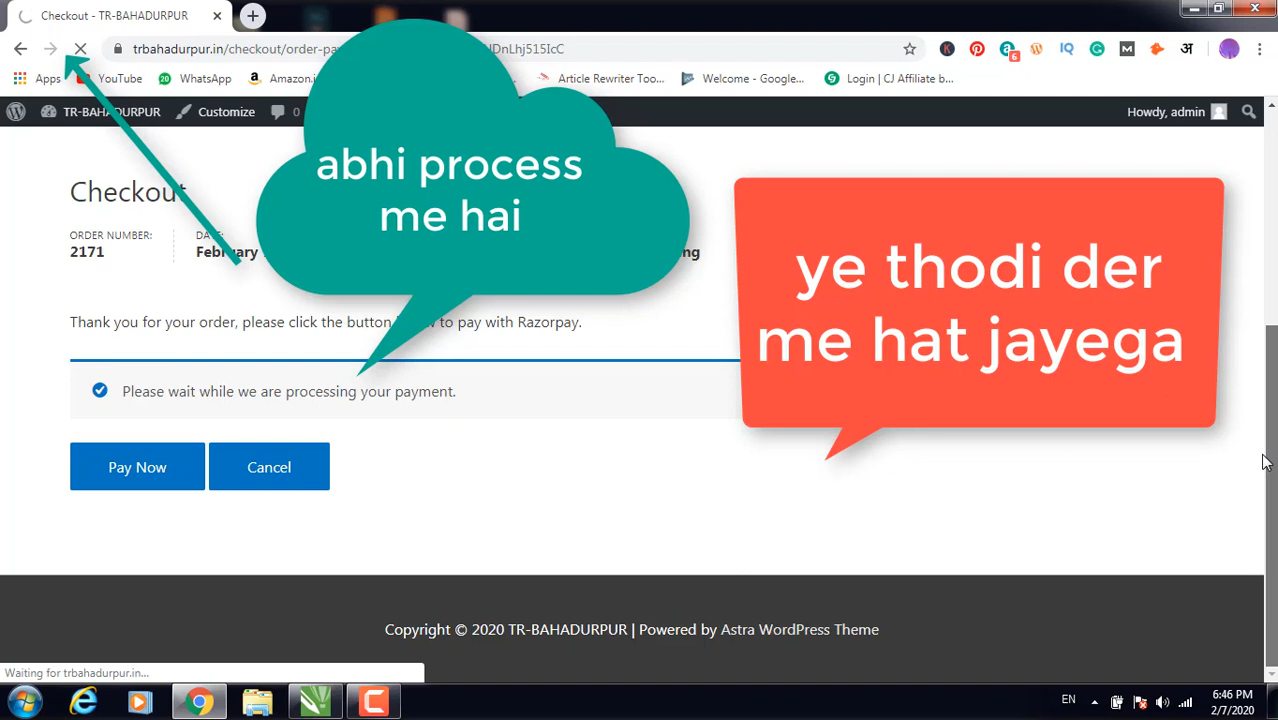 Checkout - TR-BAHADURPUR
trbahadurpur.in/checkout/order-pa
DnLhj515IcC
Apps YouTube WhatsApp Amazon.i Article Rewriter Too... Welcome - Google... Login | CJ Affiliate b...
TR-BAHADURPUR Customize 0 Howdy, admin
abhi process
me hai
ye thodi der
me hat jayega
Checkout
ORDER NUMBER:
2171
February
Thank you for your order, please click the button to pay with Razorpay.
Please wait while we are processing your payment.
Pay Now Cancel
Copyright © 2020 TR-BAHADURPUR | Powered by Astra WordPress Theme
Waiting for trbahadurpur.in...
EN
6:46 PM
2/7/2020